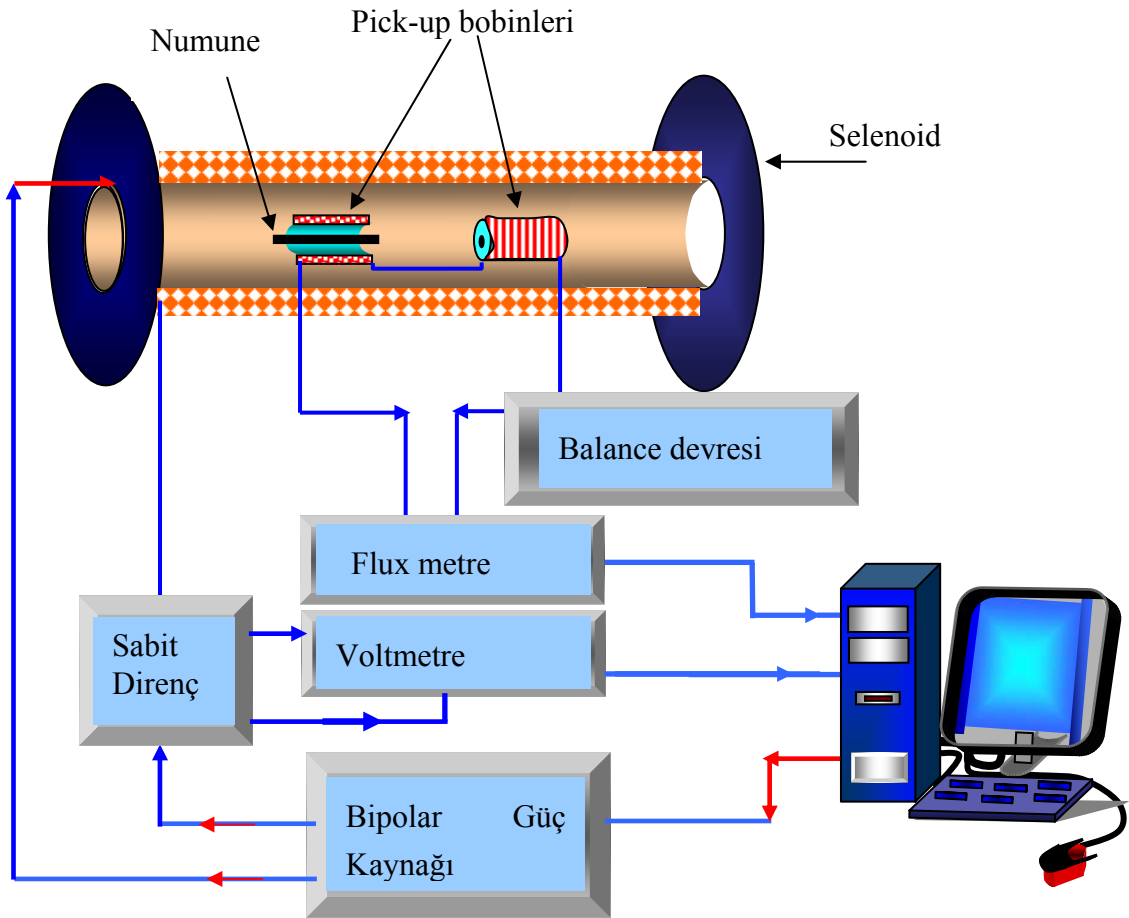 Pick-up bobinleri
Numune
Selenoid
Balance devresi
Flux metre
Sabit
Direnç
Voltmetre
Bipolar Güç
Kaynağı